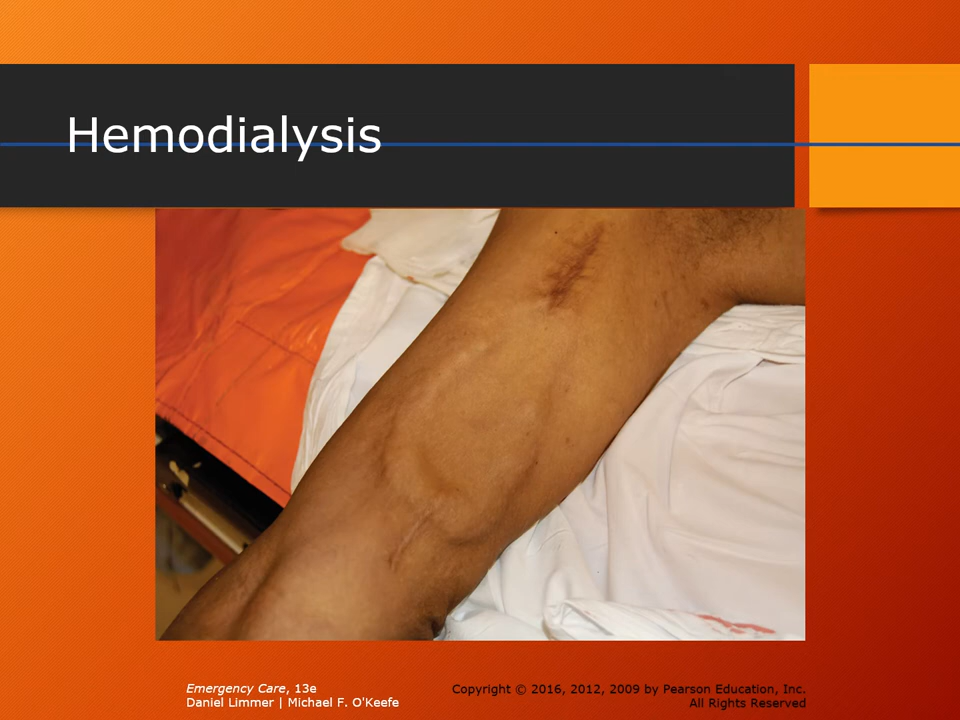 Hemodialysis
Emergency Care, 13e
Daniel Limmer | Michael F. O'Keefe
Copyright © 2016, 2012, 2009 by Pearson Education, Inc.
All Rights Reserved